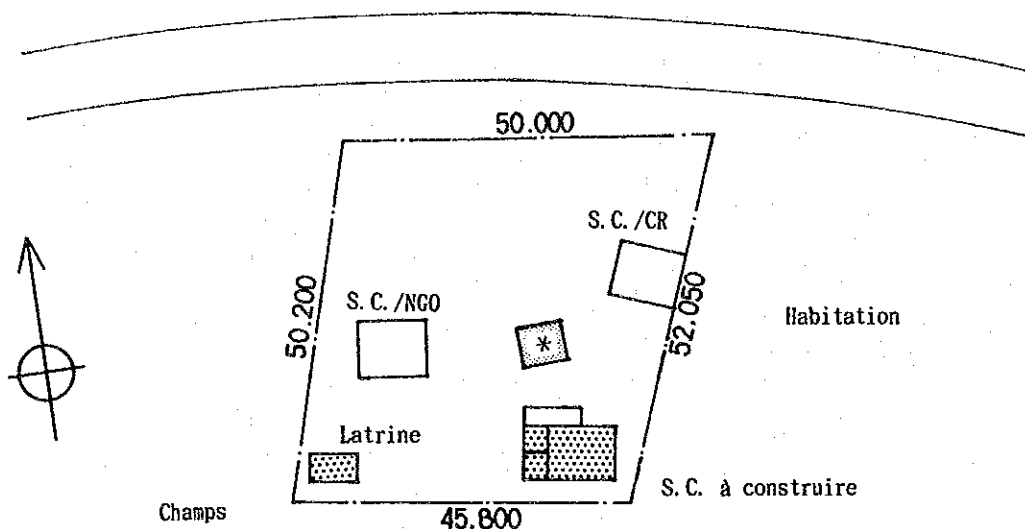 50.000
S.C./CR
50.200
S.C./NGO
52.050
Habitation
*
Latrine
S.C. à construire
Champs
45.800